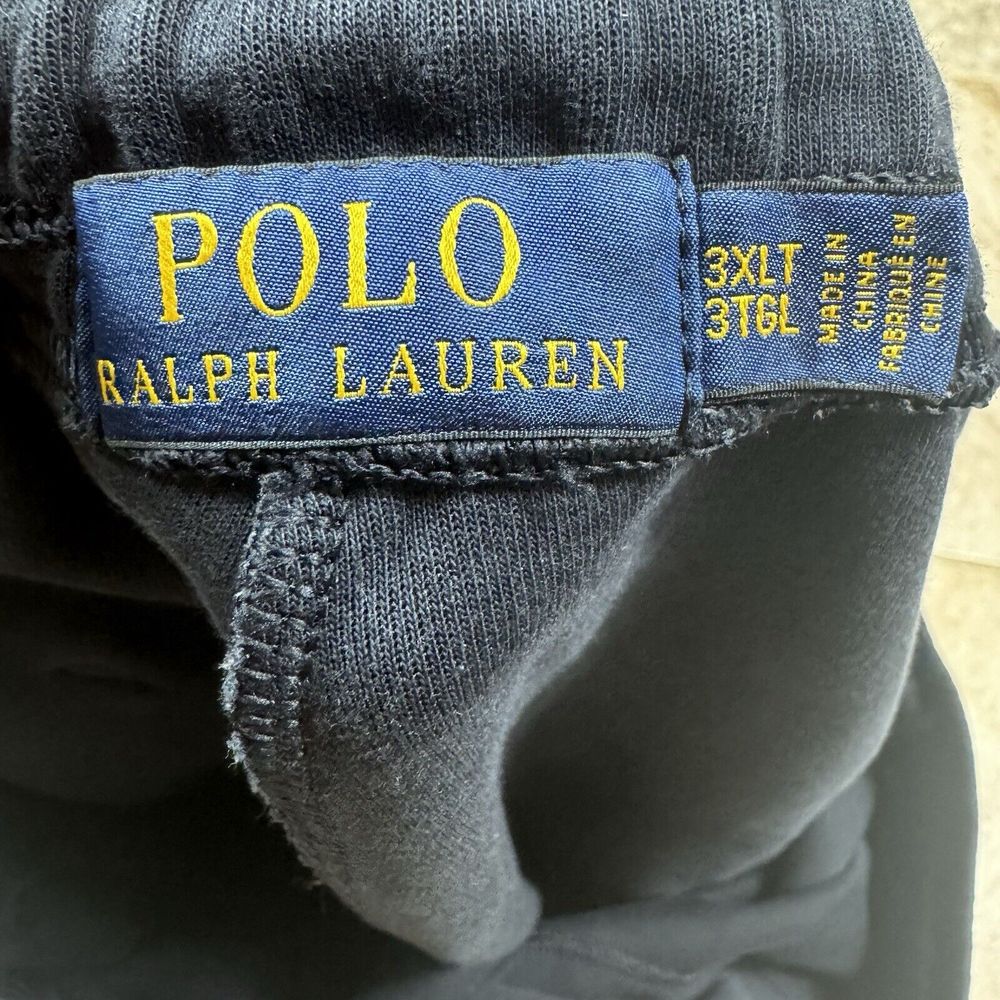 POLO
RALPH LAUREN
3XLT
3TGL
MADE IN
CHINA
FABRIQUÉ EN
CHINE